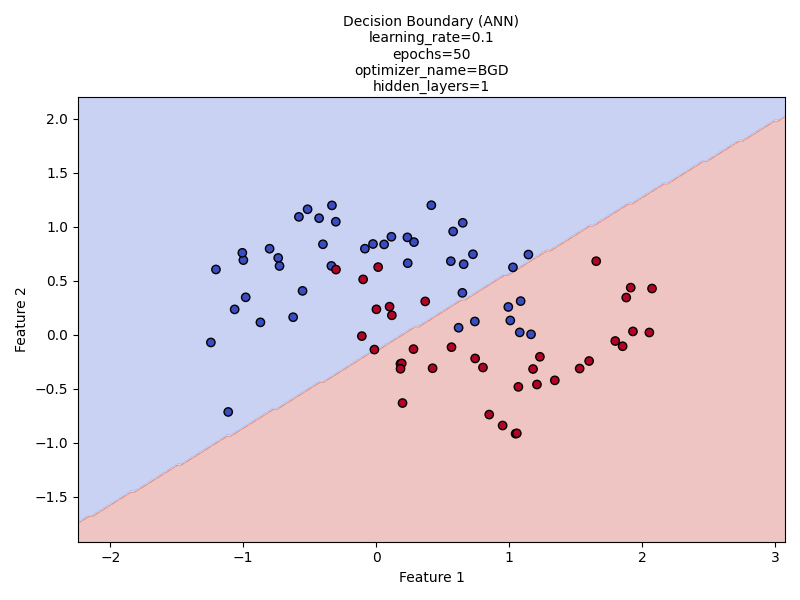 Decision Boundary (ANN)
learning_rate=0.1
epochs=50
optimizer_name=BGD
hidden_layers=1
2.0
1.5
1.0
0.5
0.0
−0.5
−1.0
−1.5
Feature 2
−2
−1
0
1
2
3
Feature 1